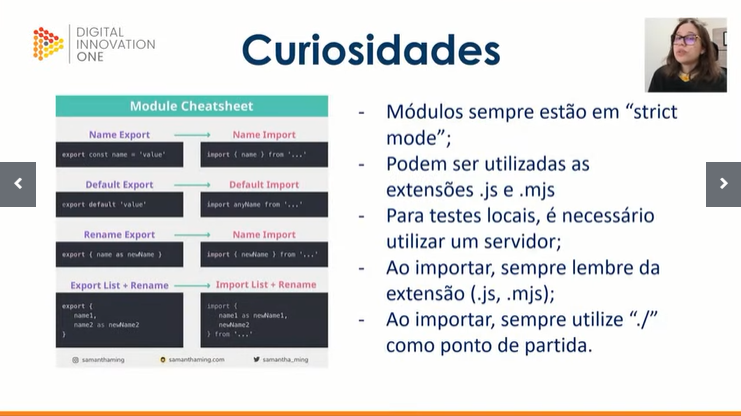 DIGITAL
INNOVATION
ONE
Curiosidades
Module Cheatsheet
Name Export
Name Import
export const name = 'value'
import { name } from '...'
Default Export
Default Import
export default 'value'
import anyName from '...'
Rename Export
Name Import
export { name as newName }
import { newName } from '...'
Export List + Rename
Import List + Rename
export {
name1,
name2 as newName2
}
import {
name1 as newName1,
newName2
} from '...'
samanthaming
samanthaming.com
samantha_ming
- Módulos sempre estão em “strict
mode”;
- Podem ser utilizadas as
extensões .js e .mjs
- Para testes locais, é necessário
utilizar um servidor;
- Ao importar, sempre lembre da
extensão (.js, .mjs);
- Ao importar, sempre utilize “./”
como ponto de partida.